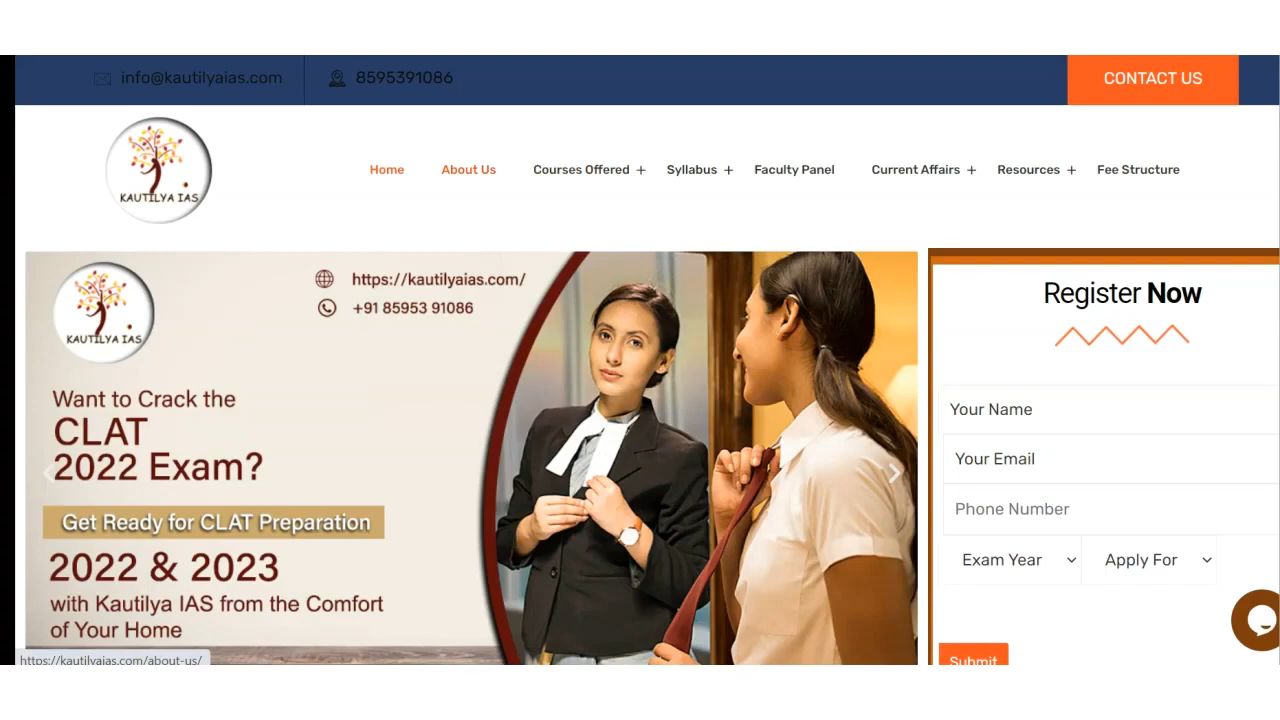 info@kautilyaias.com
8595391086
CONTACT US
KAUTILYA IAS
Home
About Us
Courses Offered +
Syllabus +
Faculty Panel
Current Affairs +
Resources +
Fee Structure
KAUTILYA IAS
https://kautilyaias.com/
+91 85953 91086
Want to Crack the
CLAT
2022 Exam?
Get Ready for CLAT Preparation
2022 & 2023
with Kautilya IAS from the Comfort
of Your Home
Register Now
Your Name
Your Email
Phone Number
Exam Year
Apply For
Submit
https://kautilyaias.com/about-us/